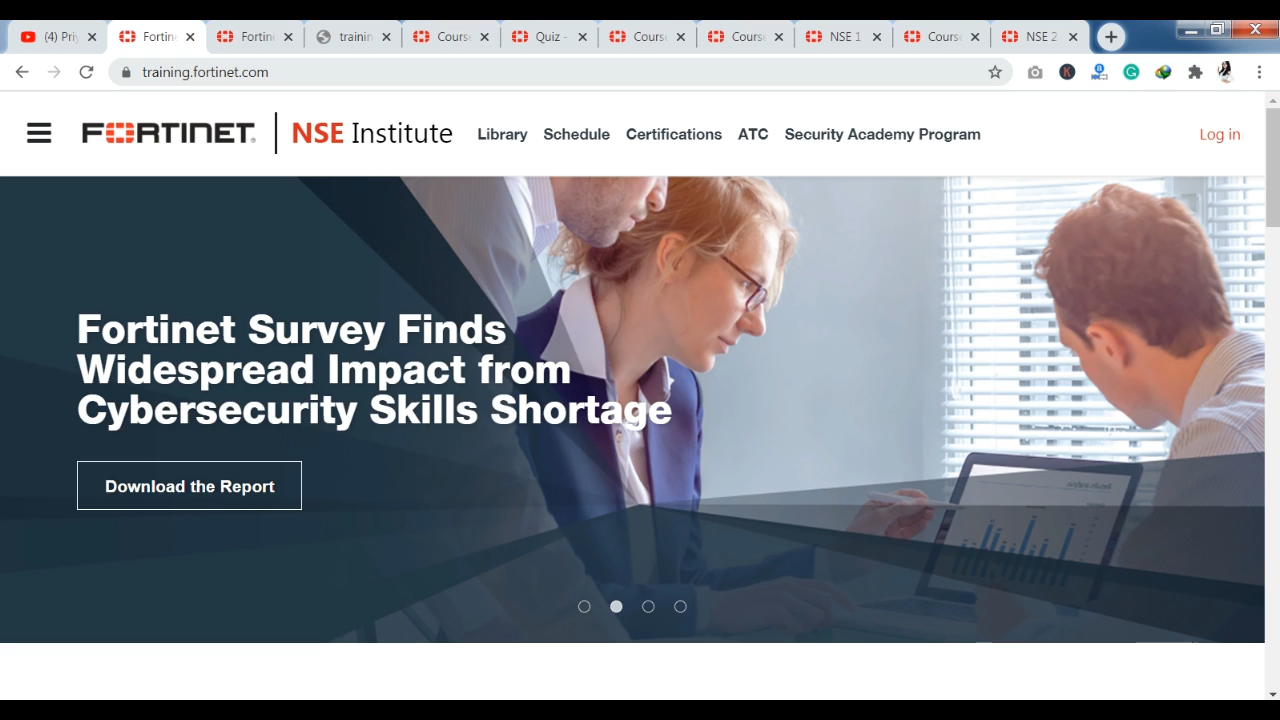 (4) Pri
Fortin
Fortin
trainin
Cours
Quiz -
Cours
Cours
NSE 1
Cours
NSE 2
training.fortinet.com
FORTINET
NSE Institute
Library
Schedule
Certifications
ATC
Security Academy Program
Log in
Fortinet Survey Finds
Widespread Impact from
Cybersecurity Skills Shortage
Download the Report